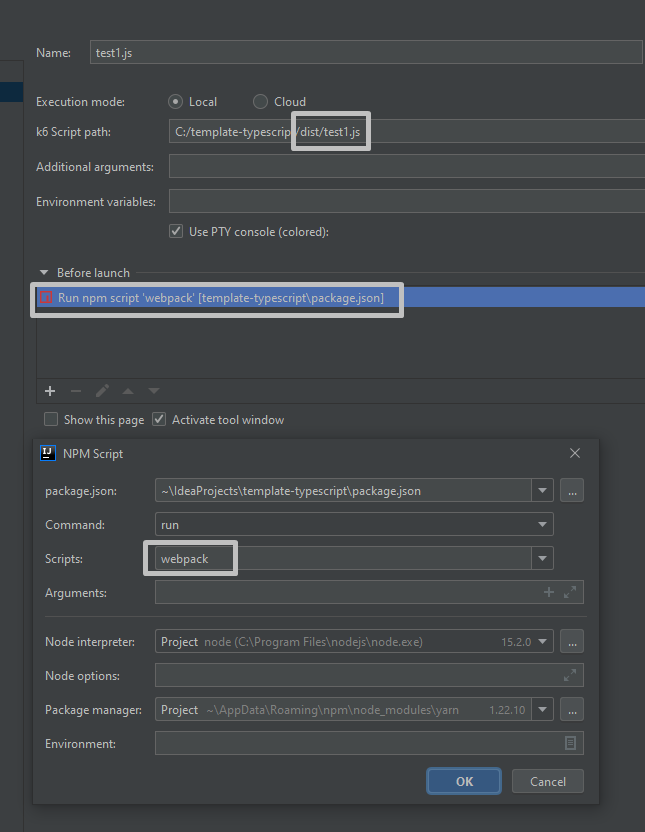 Name: test1.js
Execution mode: Local Cloud
k6 Script path: C:/template-typescript/dist/test1.js
Additional arguments:
Environment variables:
Use PTY console (colored):
Before launch
Run npm script 'webpack' [template-typescript\package.json]
Show this page Activate tool window
IJ NPM Script
package.json: ~\IdeaProjects\template-typescript\package.json ...
Command: run
Scripts: webpack
Arguments:
Node interpreter: Project node (C:\Program Files\nodejs\node.exe) 15.2.0 ...
Node options:
Package manager: Project ~\AppData\Roaming\npm\node_modules\yarn 1.22.10 ...
Environment:
OK Cancel